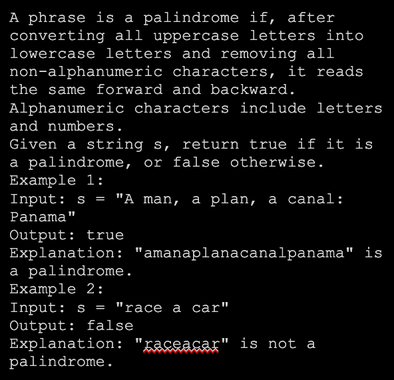 A phrase is a palindrome if, after
converting all uppercase letters into
lowercase letters and removing all
non-alphanumeric characters, it reads
the same forward and backward.
Alphanumeric characters include letters
and numbers.
Given a string s, return true if it is
a palindrome, or false otherwise.
Example 1:
Input: s = "A man, a plan, a canal:
Panama"
Output: true
Explanation: "amanaplanacanalpanama" is
a palindrome.
Example 2:
Input: s = "race a car"
Output: false
Explanation: "raceacar" is not a
palindrome.